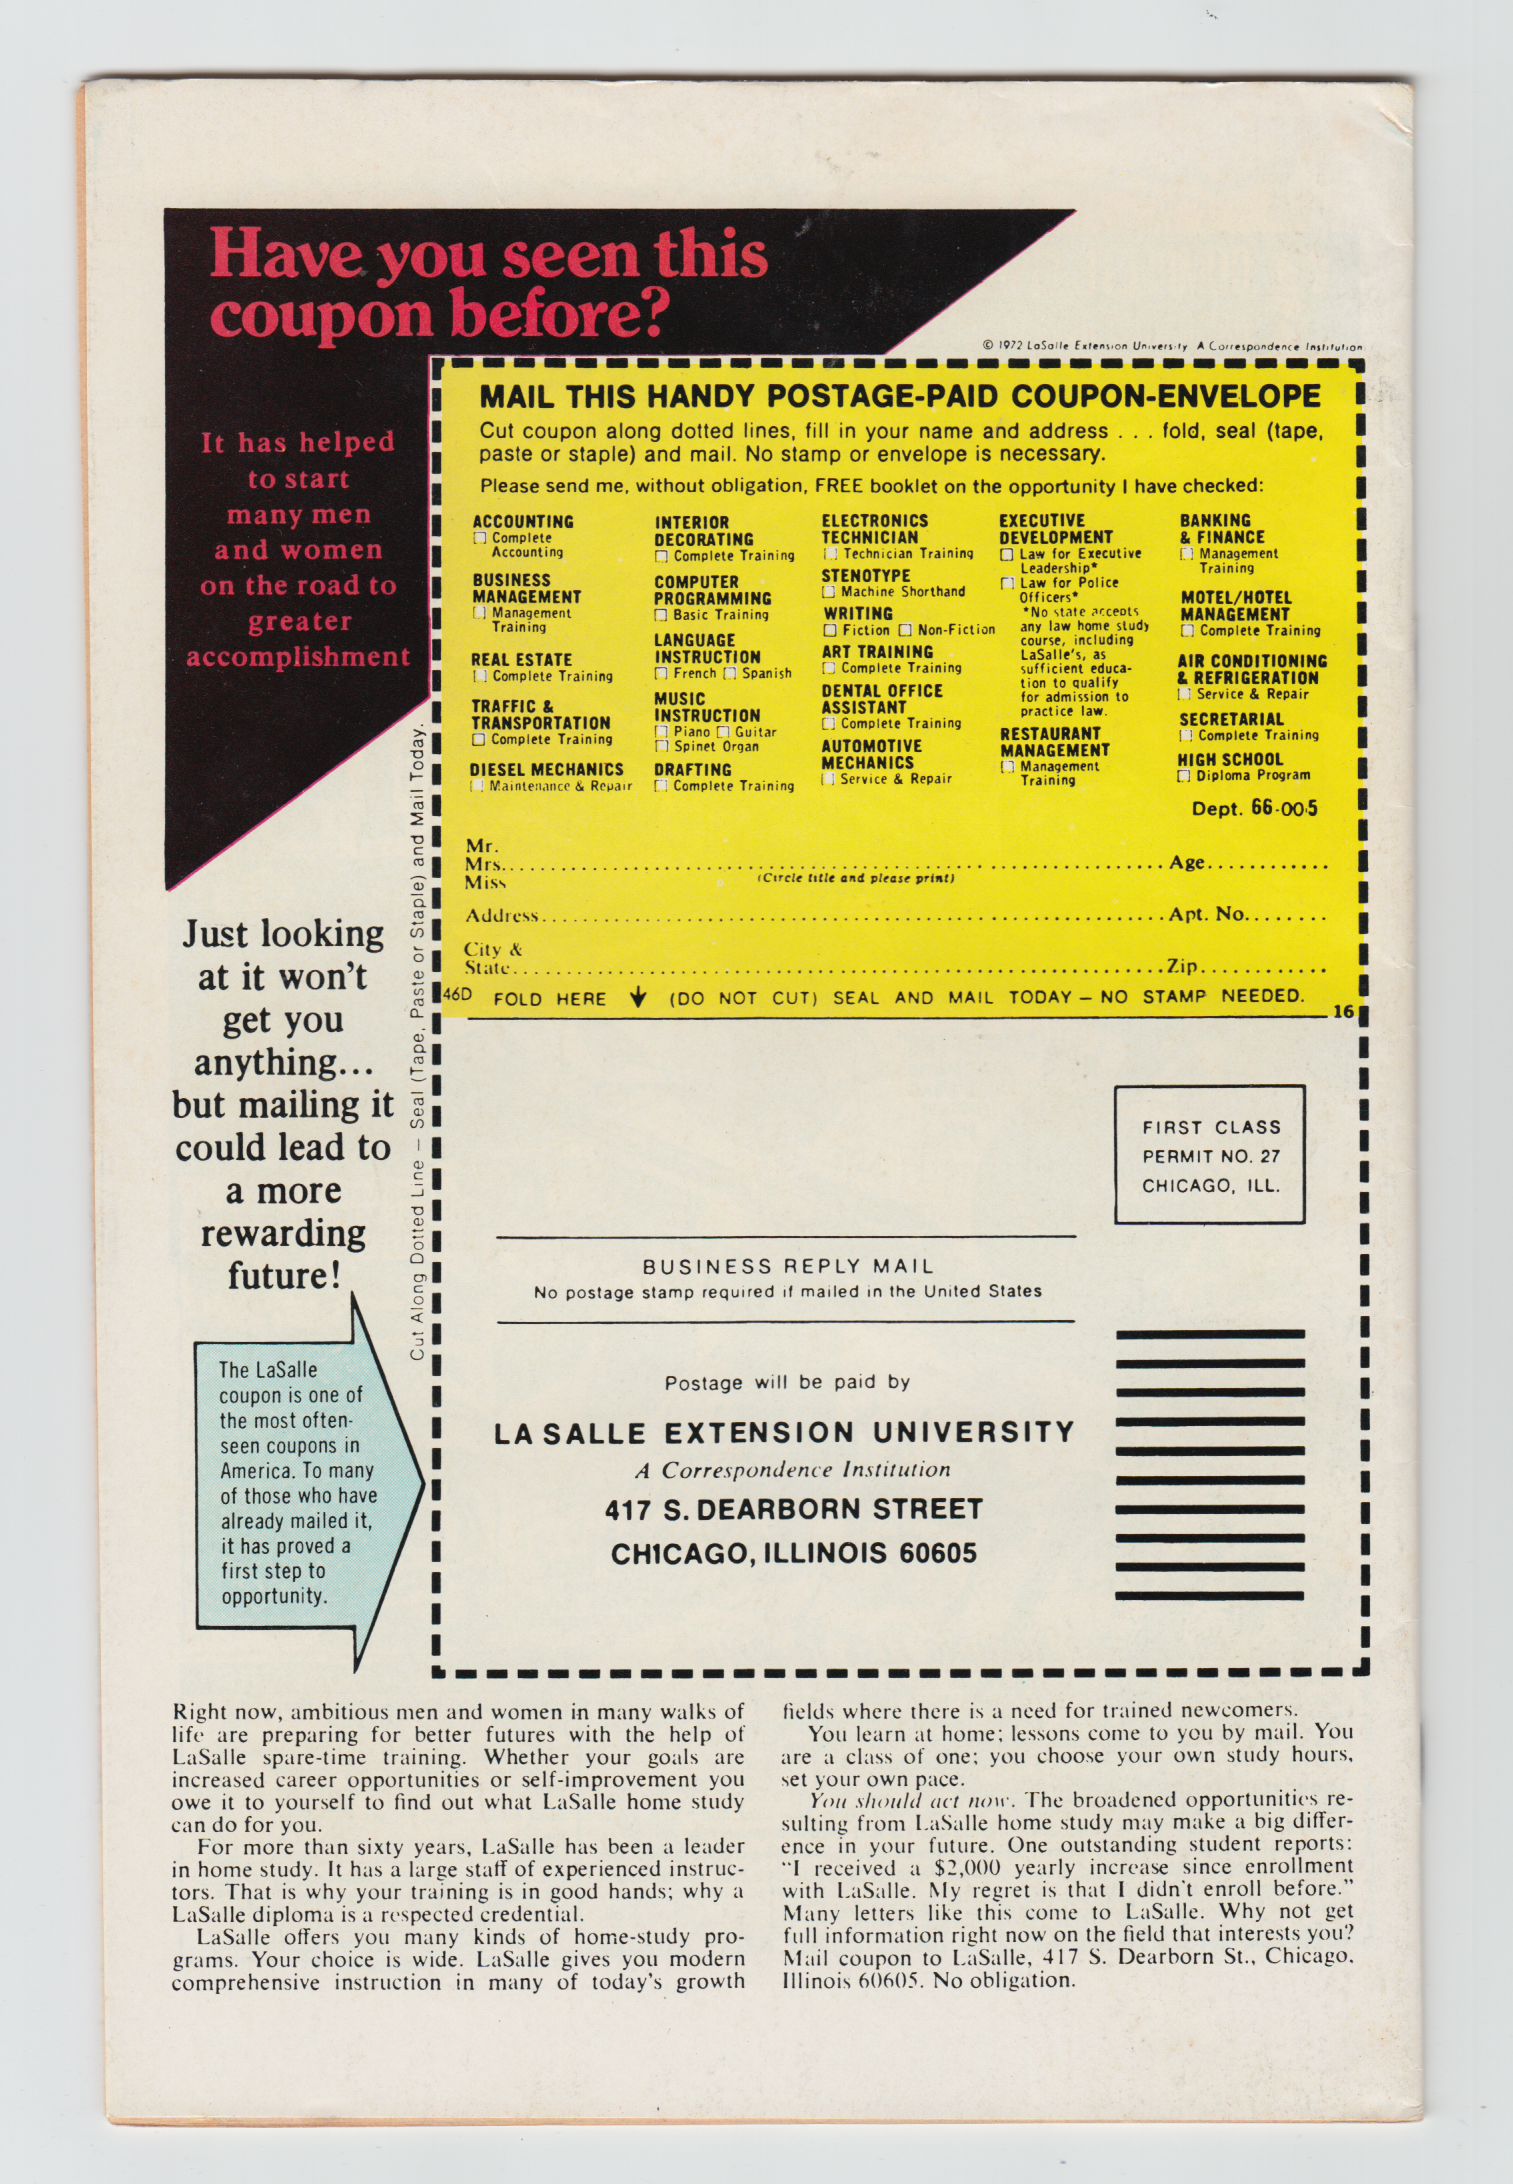 Have you seen this
coupon before?
© 1972 LaSalle Extension University A Correspondence Institution
It has helped
to start
many men
and women
on the road to
greater
accomplishment
MAIL THIS HANDY POSTAGE-PAID COUPON-ENVELOPE
Cut coupon along dotted lines, fill in your name and address . . . fold, seal (tape,
paste or staple) and mail. No stamp or envelope is necessary.
Please send me, without obligation, FREE booklet on the opportunity I have checked:
ACCOUNTING
☐ Complete
Accounting
BUSINESS
MANAGEMENT
☐ Management
Training
REAL ESTATE
☐ Complete Training
TRAFFIC &
TRANSPORTATION
☐ Complete Training
DIESEL MECHANICS
☐ Maintenance & Repair
INTERIOR
DECORATING
☐ Complete Training
COMPUTER
PROGRAMMING
☐ Basic Training
LANGUAGE
INSTRUCTION
☐ French ☐ Spanish
MUSIC
INSTRUCTION
☐ Piano ☐ Guitar
☐ Spinet Organ
DRAFTING
☐ Complete Training
ELECTRONICS
TECHNICIAN
☐ Technician Training
STENOTYPE
☐ Machine Shorthand
WRITING
☐ Fiction ☐ Non-Fiction
ART TRAINING
☐ Complete Training
DENTAL OFFICE
ASSISTANT
☐ Complete Training
AUTOMOTIVE
MECHANICS
☐ Service & Repair
EXECUTIVE
DEVELOPMENT
☐ Law for Executive
Leadership*
☐ Law for Police
Officers*
*No state accepts
any law home study
course, including
LaSalle's, as
sufficient educa-
tion to qualify
for admission to
practice law.
RESTAURANT
MANAGEMENT
☐ Management
Training
BANKING
& FINANCE
☐ Management
Training
MOTEL/HOTEL
MANAGEMENT
☐ Complete Training
AIR CONDITIONING
& REFRIGERATION
☐ Service & Repair
SECRETARIAL
☐ Complete Training
HIGH SCHOOL
☐ Diploma Program
Dept. 66-005
Mr.
Mrs. Age
Miss (Circle title and please print)
Address Apt. No.
City &
State Zip
46D FOLD HERE ↓ (DO NOT CUT) SEAL AND MAIL TODAY – NO STAMP NEEDED.
16
Cut Along Dotted Line – Seal (Tape, Paste or Staple) and Mail Today.
Just looking
at it won't
get you
anything...
but mailing it
could lead to
a more
rewarding
future!
The LaSalle
coupon is one of
the most often-
seen coupons in
America. To many
of those who have
already mailed it,
it has proved a
first step to
opportunity.
FIRST CLASS
PERMIT NO. 27
CHICAGO, ILL.
BUSINESS REPLY MAIL
No postage stamp required if mailed in the United States
Postage will be paid by
LA SALLE EXTENSION UNIVERSITY
A Correspondence Institution
417 S. DEARBORN STREET
CHICAGO, ILLINOIS 60605
Right now, ambitious men and women in many walks of
life are preparing for better futures with the help of
LaSalle spare-time training. Whether your goals are
increased career opportunities or self-improvement you
owe it to yourself to find out what LaSalle home study
can do for you.
For more than sixty years, LaSalle has been a leader
in home study. It has a large staff of experienced instruc-
tors. That is why your training is in good hands; why a
LaSalle diploma is a respected credential.
LaSalle offers you many kinds of home-study pro-
grams. Your choice is wide. LaSalle gives you modern
comprehensive instruction in many of today's growth
fields where there is a need for trained newcomers.
You learn at home; lessons come to you by mail. You
are a class of one; you choose your own study hours,
set your own pace.
You should act now. The broadened opportunities re-
sulting from LaSalle home study may make a big differ-
ence in your future. One outstanding student reports:
"I received a $2,000 yearly increase since enrollment
with LaSalle. My regret is that I didn't enroll before."
Many letters like this come to LaSalle. Why not get
full information right now on the field that interests you?
Mail coupon to LaSalle, 417 S. Dearborn St., Chicago,
Illinois 60605. No obligation.